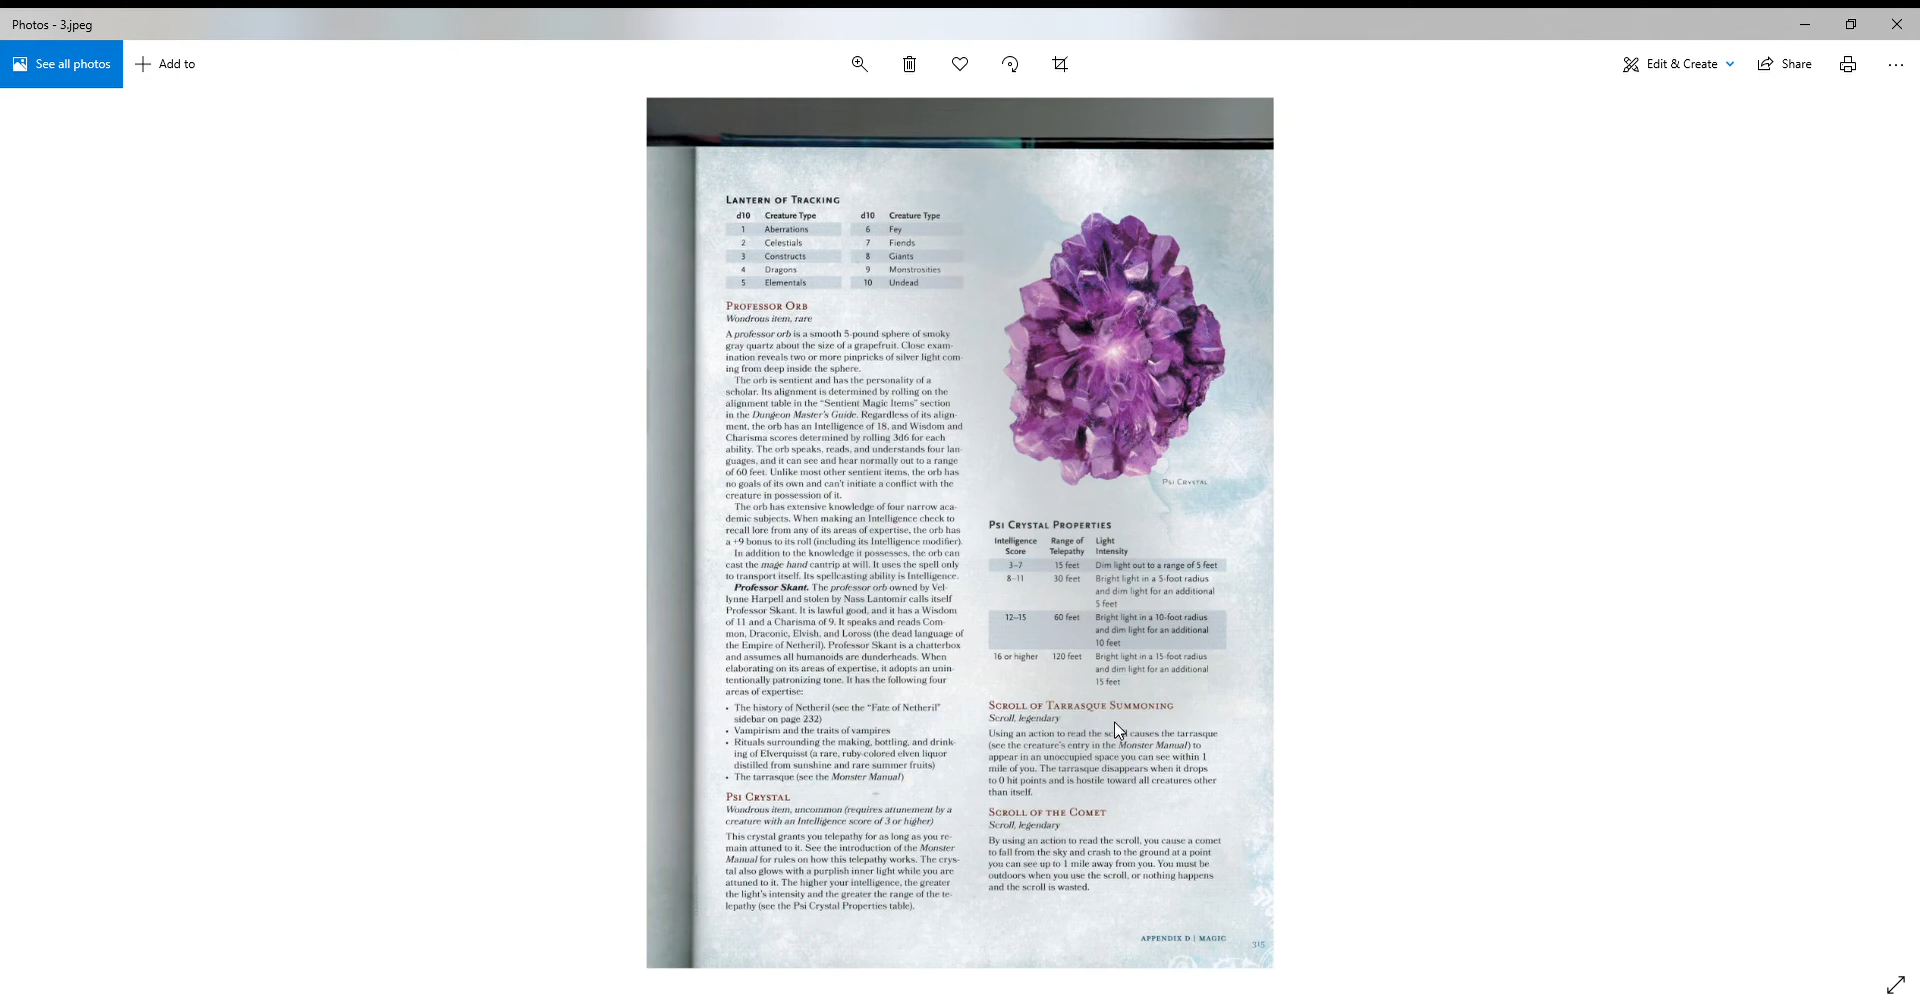 Photos - 3.jpeg
See all photos
Add to
Edit & Create
Share
LANTERN OF TRACKING
d10 Creature Type d10 Creature Type
1 Aberrations 6 Fey
2 Celestials 7 Fiends
3 Constructs 8 Giants
4 Dragons 9 Monstrosities
5 Elementals 10 Undead
PROFESSOR ORB
Wondrous item, rare
A professor orb is a smooth 5-pound sphere of smoky
gray quartz about the size of a grapefruit. Close exam-
ination reveals two or more pinpricks of silver light com-
ing from deep inside the sphere.
The orb is sentient and has the personality of a
scholar. Its alignment is determined by rolling on the
alignment table in the "Sentient Magic Items" section
in the Dungeon Master's Guide. Regardless of its align-
ment, the orb has an Intelligence of 18, and Wisdom and
Charisma scores determined by rolling 3d6 for each
ability. The orb speaks, reads, and understands four lan-
guages, and it can see and hear normally out to a range
of 60 feet. Unlike most other sentient items, the orb has
no goals of its own and can't initiate a conflict with the
creature in possession of it.
The orb has extensive knowledge of four narrow aca-
demic subjects. When making an Intelligence check to
recall lore from any of its areas of expertise, the orb has
a +9 bonus to its roll (including its Intelligence modifier).
In addition to the knowledge it possesses, the orb can
cast the mage hand cantrip at will. It uses the spell only
to transport itself. Its spellcasting ability is Intelligence.
Professor Skant. The professor orb owned by Vel-
lynne Harpell and stolen by Nass Lantomir calls itself
Professor Skant. It is lawful good, and it has a Wisdom
of 11 and a Charisma of 9. It speaks and reads Com-
mon, Draconic, Elvish, and Loross (the dead language of
the Empire of Netheril). Professor Skant is a chatterbox
and assumes all humanoids are dunderheads. When
elaborating on its areas of expertise, it adopts an unin-
tentionally patronizing tone. It has the following four
areas of expertise:
• The history of Netheril (see the "Fate of Netheril"
sidebar on page 232)
• Vampirism and the traits of vampires
• Rituals surrounding the making, bottling, and drink-
ing of Elverquisst (a rare, ruby-colored elven liquor
distilled from sunshine and rare summer fruits)
• The tarrasque (see the Monster Manual)
PSI CRYSTAL
Wondrous item, uncommon (requires attunement by a
creature with an Intelligence score of 3 or higher)
This crystal grants you telepathy for as long as you re-
main attuned to it. See the introduction of the Monster
Manual for rules on how this telepathy works. The crys-
tal also glows with a purplish inner light while you are
attuned to it. The higher your intelligence, the greater
the light's intensity and the greater the range of the te-
lepathy (see the Psi Crystal Properties table).
PSI CRYSTAL
PSI CRYSTAL PROPERTIES
Intelligence Range of Light
Score Telepathy Intensity
3–7 15 feet Dim light out to a range of 5 feet
8–11 30 feet Bright light in a 5-foot radius
and dim light for an additional
5 feet
12–15 60 feet Bright light in a 10-foot radius
and dim light for an additional
10 feet
16 or higher 120 feet Bright light in a 15-foot radius
and dim light for an additional
15 feet
SCROLL OF TARRASQUE SUMMONING
Scroll, legendary
Using an action to read the scroll causes the tarrasque
(see the creature's entry in the Monster Manual) to
appear in an unoccupied space you can see within 1
mile of you. The tarrasque disappears when it drops
to 0 hit points and is hostile toward all creatures other
than itself.
SCROLL OF THE COMET
Scroll, legendary
By using an action to read the scroll, you cause a comet
to fall from the sky and crash to the ground at a point
you can see up to 1 mile away from you. You must be
outdoors when you use the scroll, or nothing happens
and the scroll is wasted.
APPENDIX D | MAGIC
315